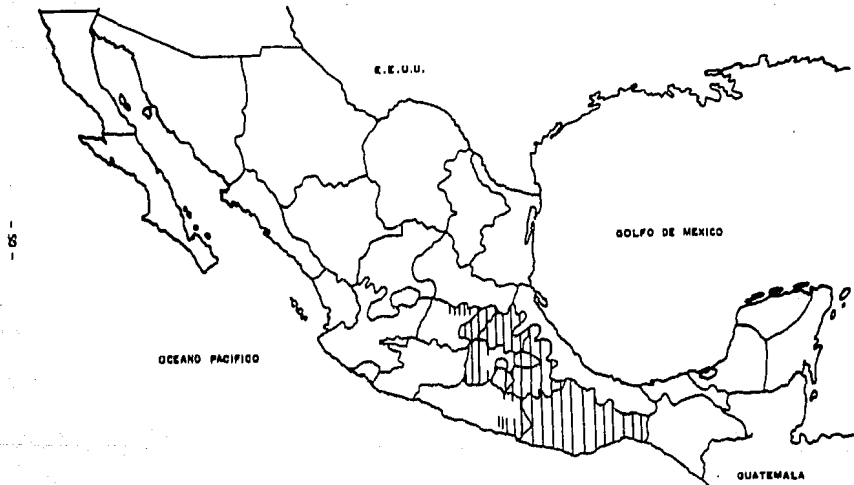 E.E.U.U.
GOLFO DE MEXICO
OCEANO PACIFICO
GUATEMALA